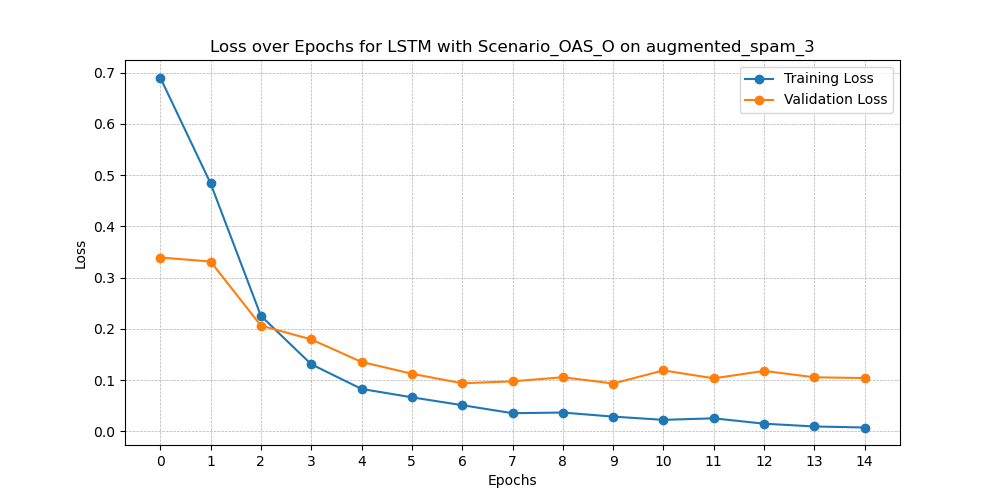 Loss over Epochs for LSTM with Scenario_OAS_O on augmented_spam_3
Training Loss
Validation Loss
0.7
0.6
0.5
0.4
0.3
0.2
0.1
0.0
Loss
0 1 2 3 4 5 6 7 8 9 10 11 12 13 14
Epochs